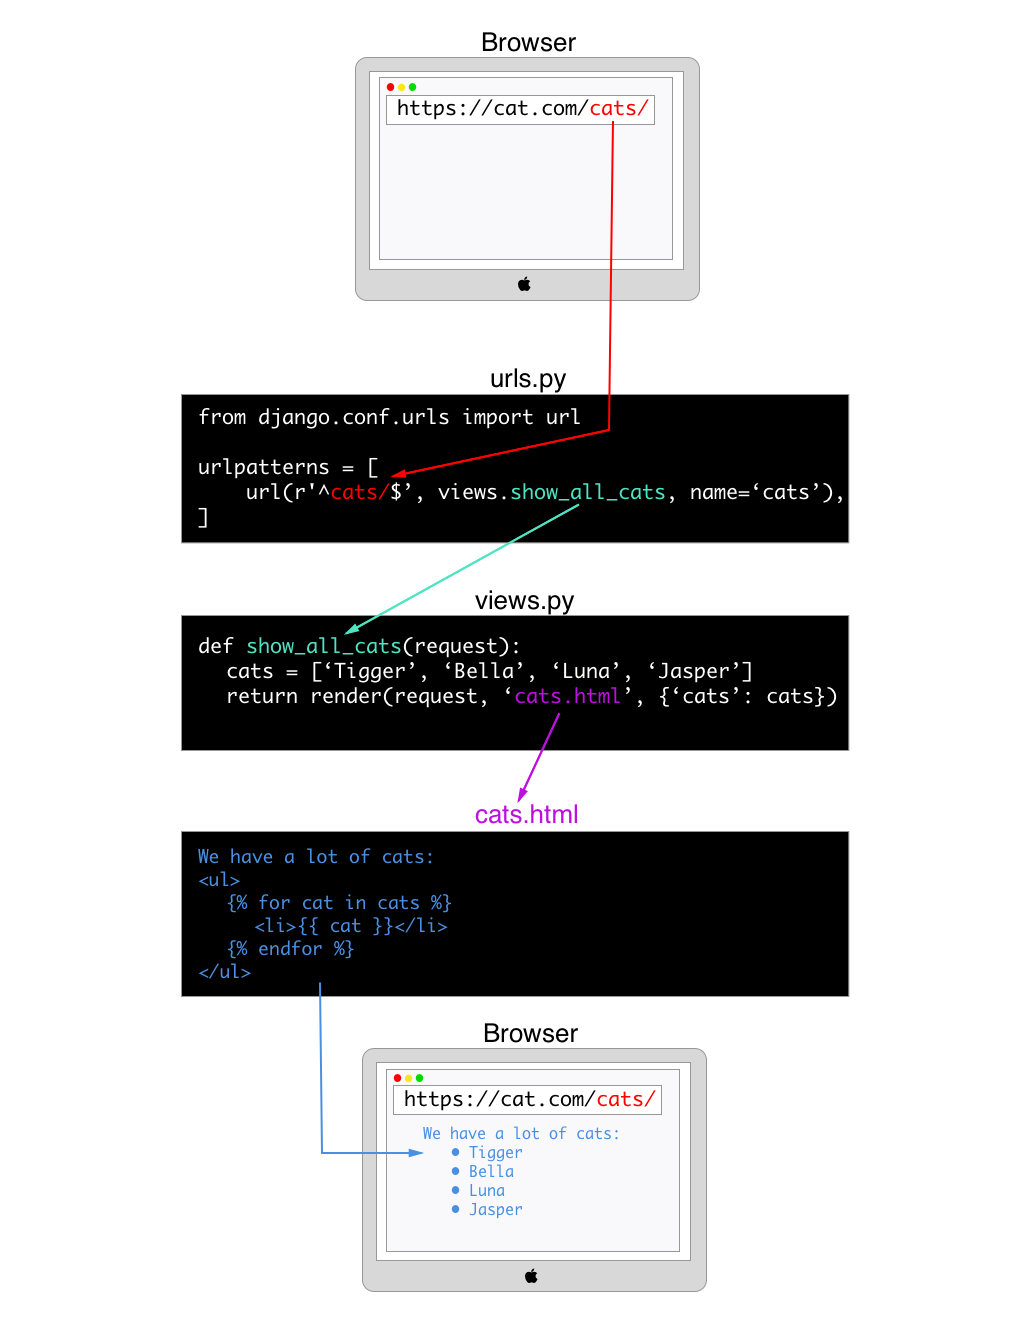 Browser
https://cat.com/cats/
urls.py
from django.conf.urls import url
urlpatterns = [
url(r'^cats/$’, views.show_all_cats, name=‘cats’),
]
views.py
def show_all_cats(request):
cats = [‘Tigger’, ‘Bella’, ‘Luna’, ‘Jasper’]
return render(request, ‘cats.html’, {‘cats’: cats})
cats.html
We have a lot of cats:
<ul>
{% for cat in cats %}
<li>{{ cat }}</li>
{% endfor %}
</ul>
Browser
https://cat.com/cats/
We have a lot of cats:
• Tigger
• Bella
• Luna
• Jasper